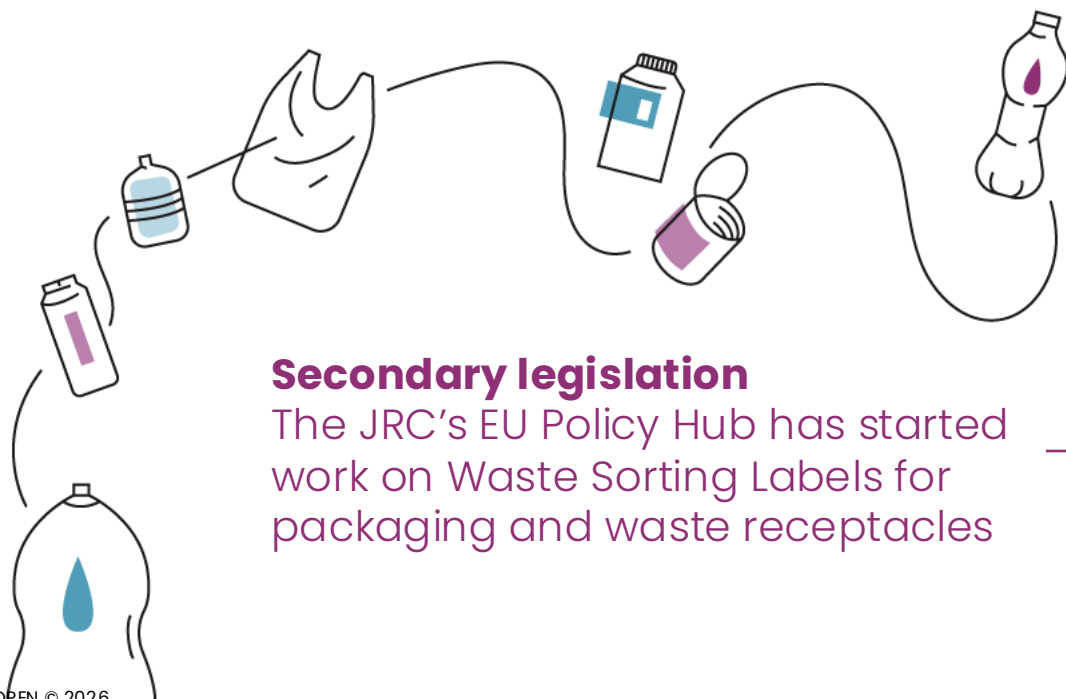 Secondary legislation
The JRC’s EU Policy Hub has started
work on Waste Sorting Labels for
packaging and waste receptacles
© 2026